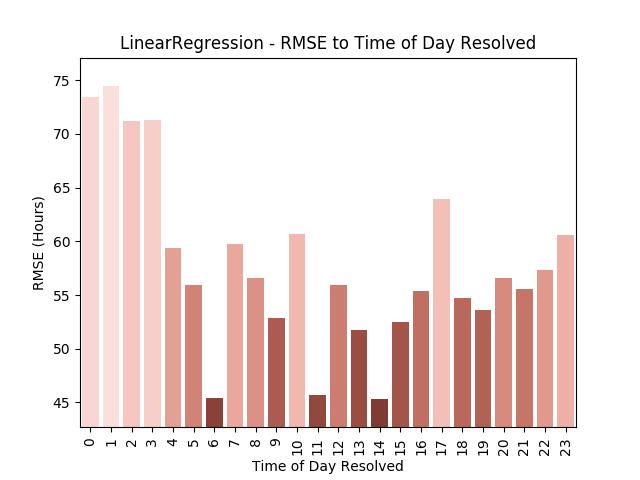 LinearRegression - RMSE to Time of Day Resolved
RMSE (Hours)
75
70
65
60
55
50
45
0 1 2 3 4 5 6 7 8 9 10 11 12 13 14 15 16 17 18 19 20 21 22 23
Time of Day Resolved